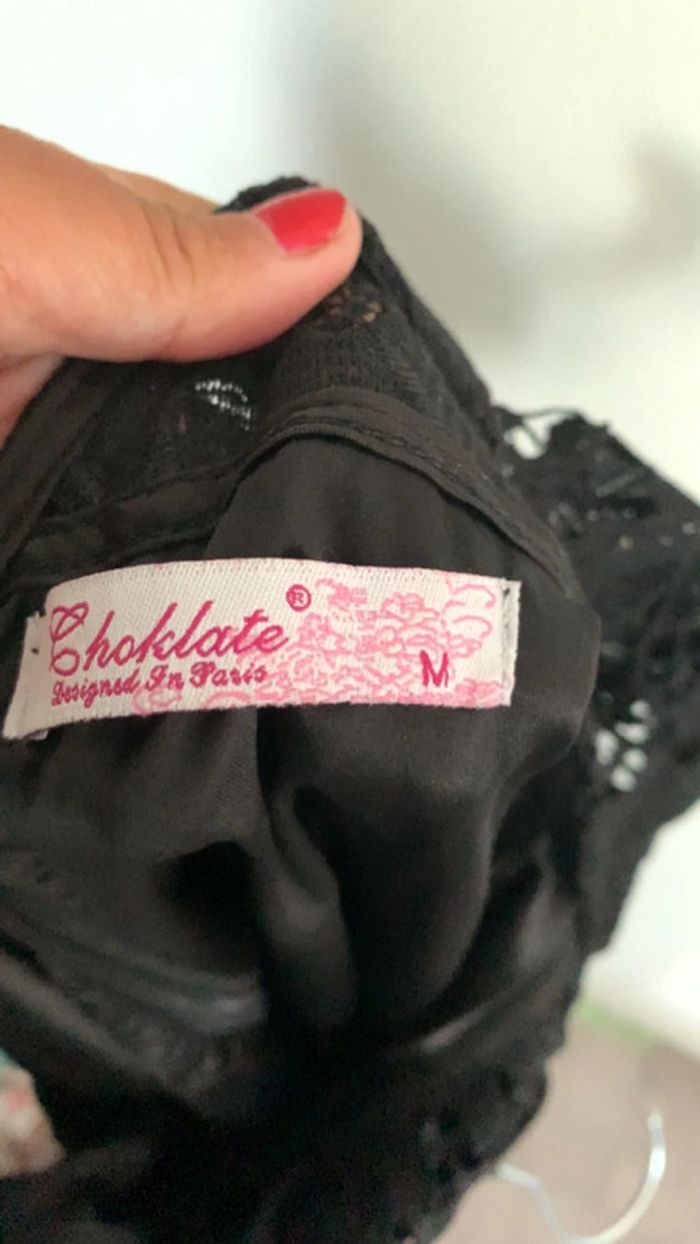 Choklate®
Designed In Paris
M